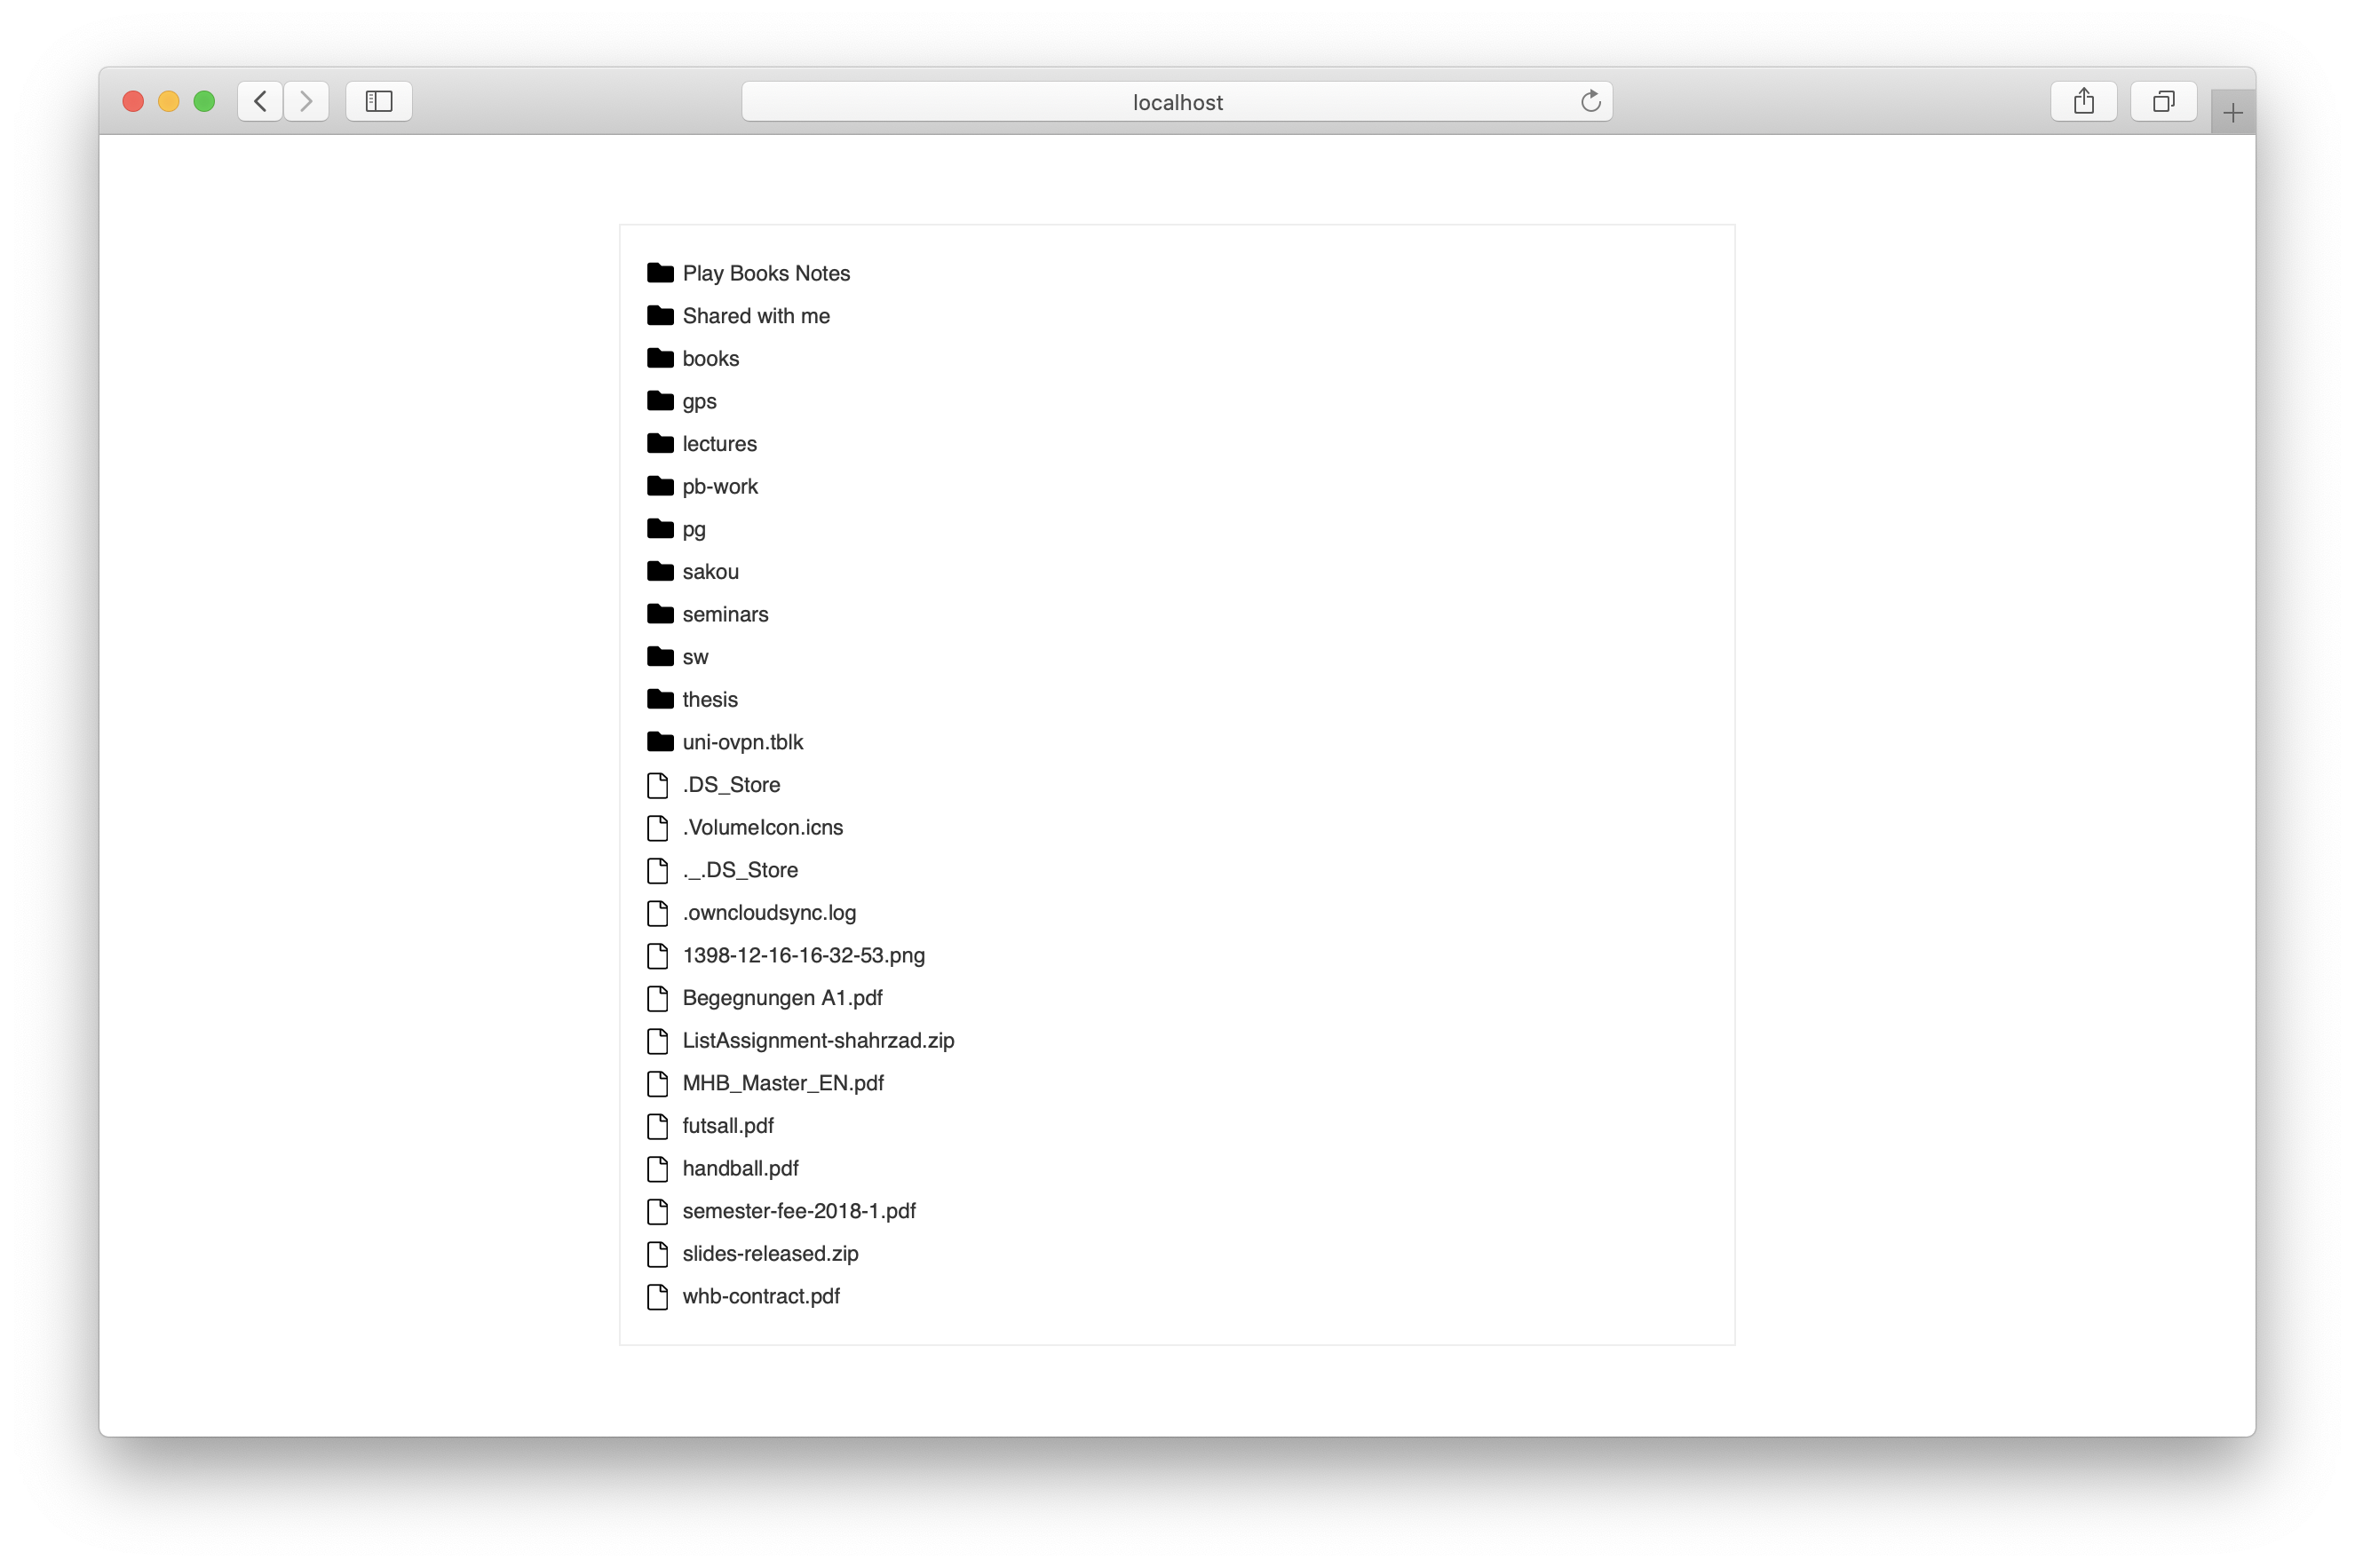 localhost
Play Books Notes
Shared with me
books
gps
lectures
pb-work
pg
sakou
seminars
sw
thesis
uni-ovpn.tblk
.DS_Store
.VolumeIcon.icns
._.DS_Store
.owncloudsync.log
1398-12-16-16-32-53.png
Begegnungen A1.pdf
ListAssignment-shahrzad.zip
MHB_Master_EN.pdf
futsall.pdf
handball.pdf
semester-fee-2018-1.pdf
slides-released.zip
whb-contract.pdf